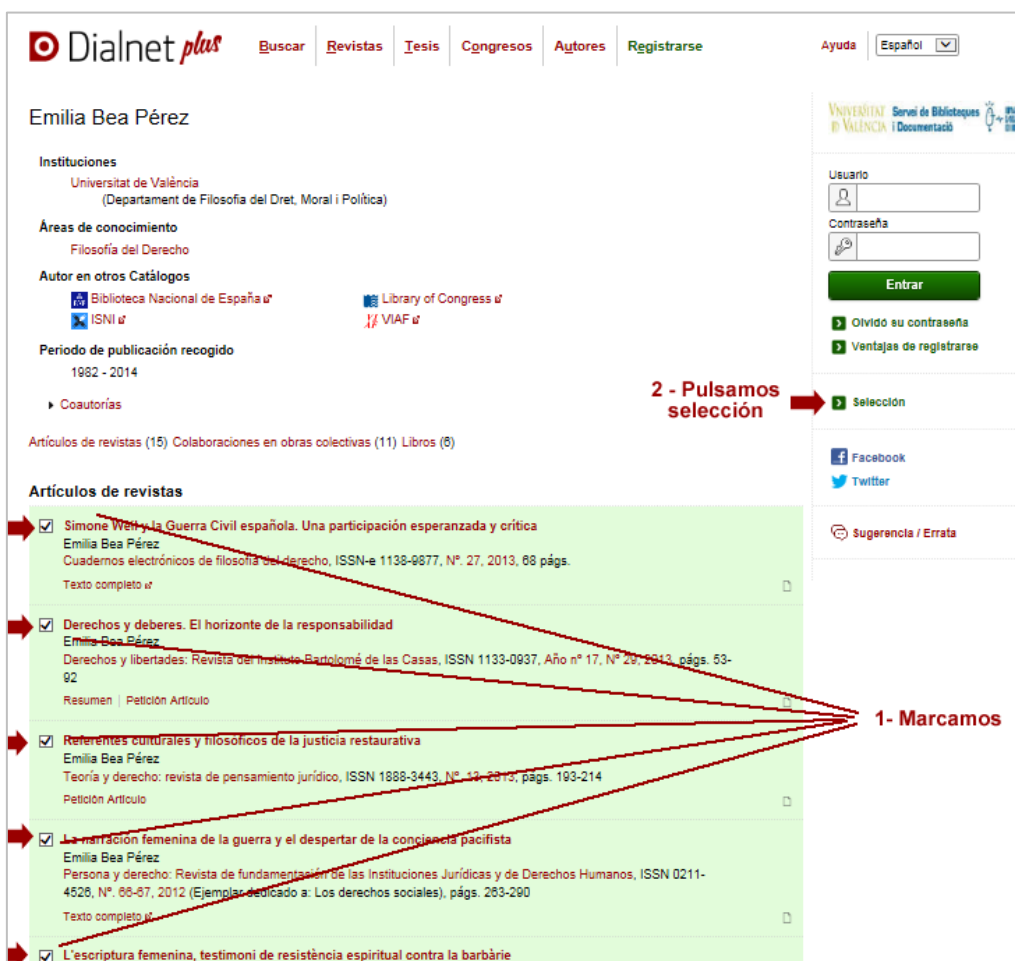 Dialnet plus
Buscar Revistas Tesis Congresos Autores Registrarse
Ayuda Español
Emilia Bea Pérez
VNIVERSITAT D VALÈNCIA Servei de Biblioteques i Documentació
Instituciones
Universitat de València
(Departament de Filosofia del Dret, Moral i Política)
Áreas de conocimiento
Filosofía del Derecho
Autor en otros Catálogos
Biblioteca Nacional de España Library of Congress
ISNI VIAF
Periodo de publicación recogido
1982 - 2014
Coautorías
Artículos de revistas (15) Colaboraciones en obras colectivas (11) Libros (6)
Usuario
Contraseña
Entrar
Olvidó su contraseña
Ventajas de registrarse
2 - Pulsamos
selección
Selección
Facebook
Twitter
Sugerencia / Errata
Artículos de revistas
Simone Weil y la Guerra Civil española. Una participación esperanzada y crítica
Emilia Bea Pérez
Cuadernos electrónicos de filosofía del derecho, ISSN-e 1138-9877, Nº. 27, 2013, 68 págs.
Texto completo
Derechos y deberes. El horizonte de la responsabilidad
Emilia Bea Pérez
Derechos y libertades: Revista del Instituto Bartolomé de las Casas, ISSN 1133-0937, Año nº 17, Nº 29, 2013, págs. 53-
92
Resumen | Petición Artículo
1- Marcamos
Referentes culturales y filosóficos de la justicia restaurativa
Emilia Bea Pérez
Teoría y derecho: revista de pensamiento jurídico, ISSN 1888-3443, Nº. 13, 2013, págs. 193-214
Petición Artículo
La narración femenina de la guerra y el despertar de la conciencia pacifista
Emilia Bea Pérez
Persona y derecho: Revista de fundamentación de las Instituciones Jurídicas y de Derechos Humanos, ISSN 0211-
4526, Nº. 66-67, 2012 (Ejemplar dedicado a: Los derechos sociales), págs. 263-290
Texto completo
L'escriptura femenina, testimoni de resistència espiritual contra la barbàrie